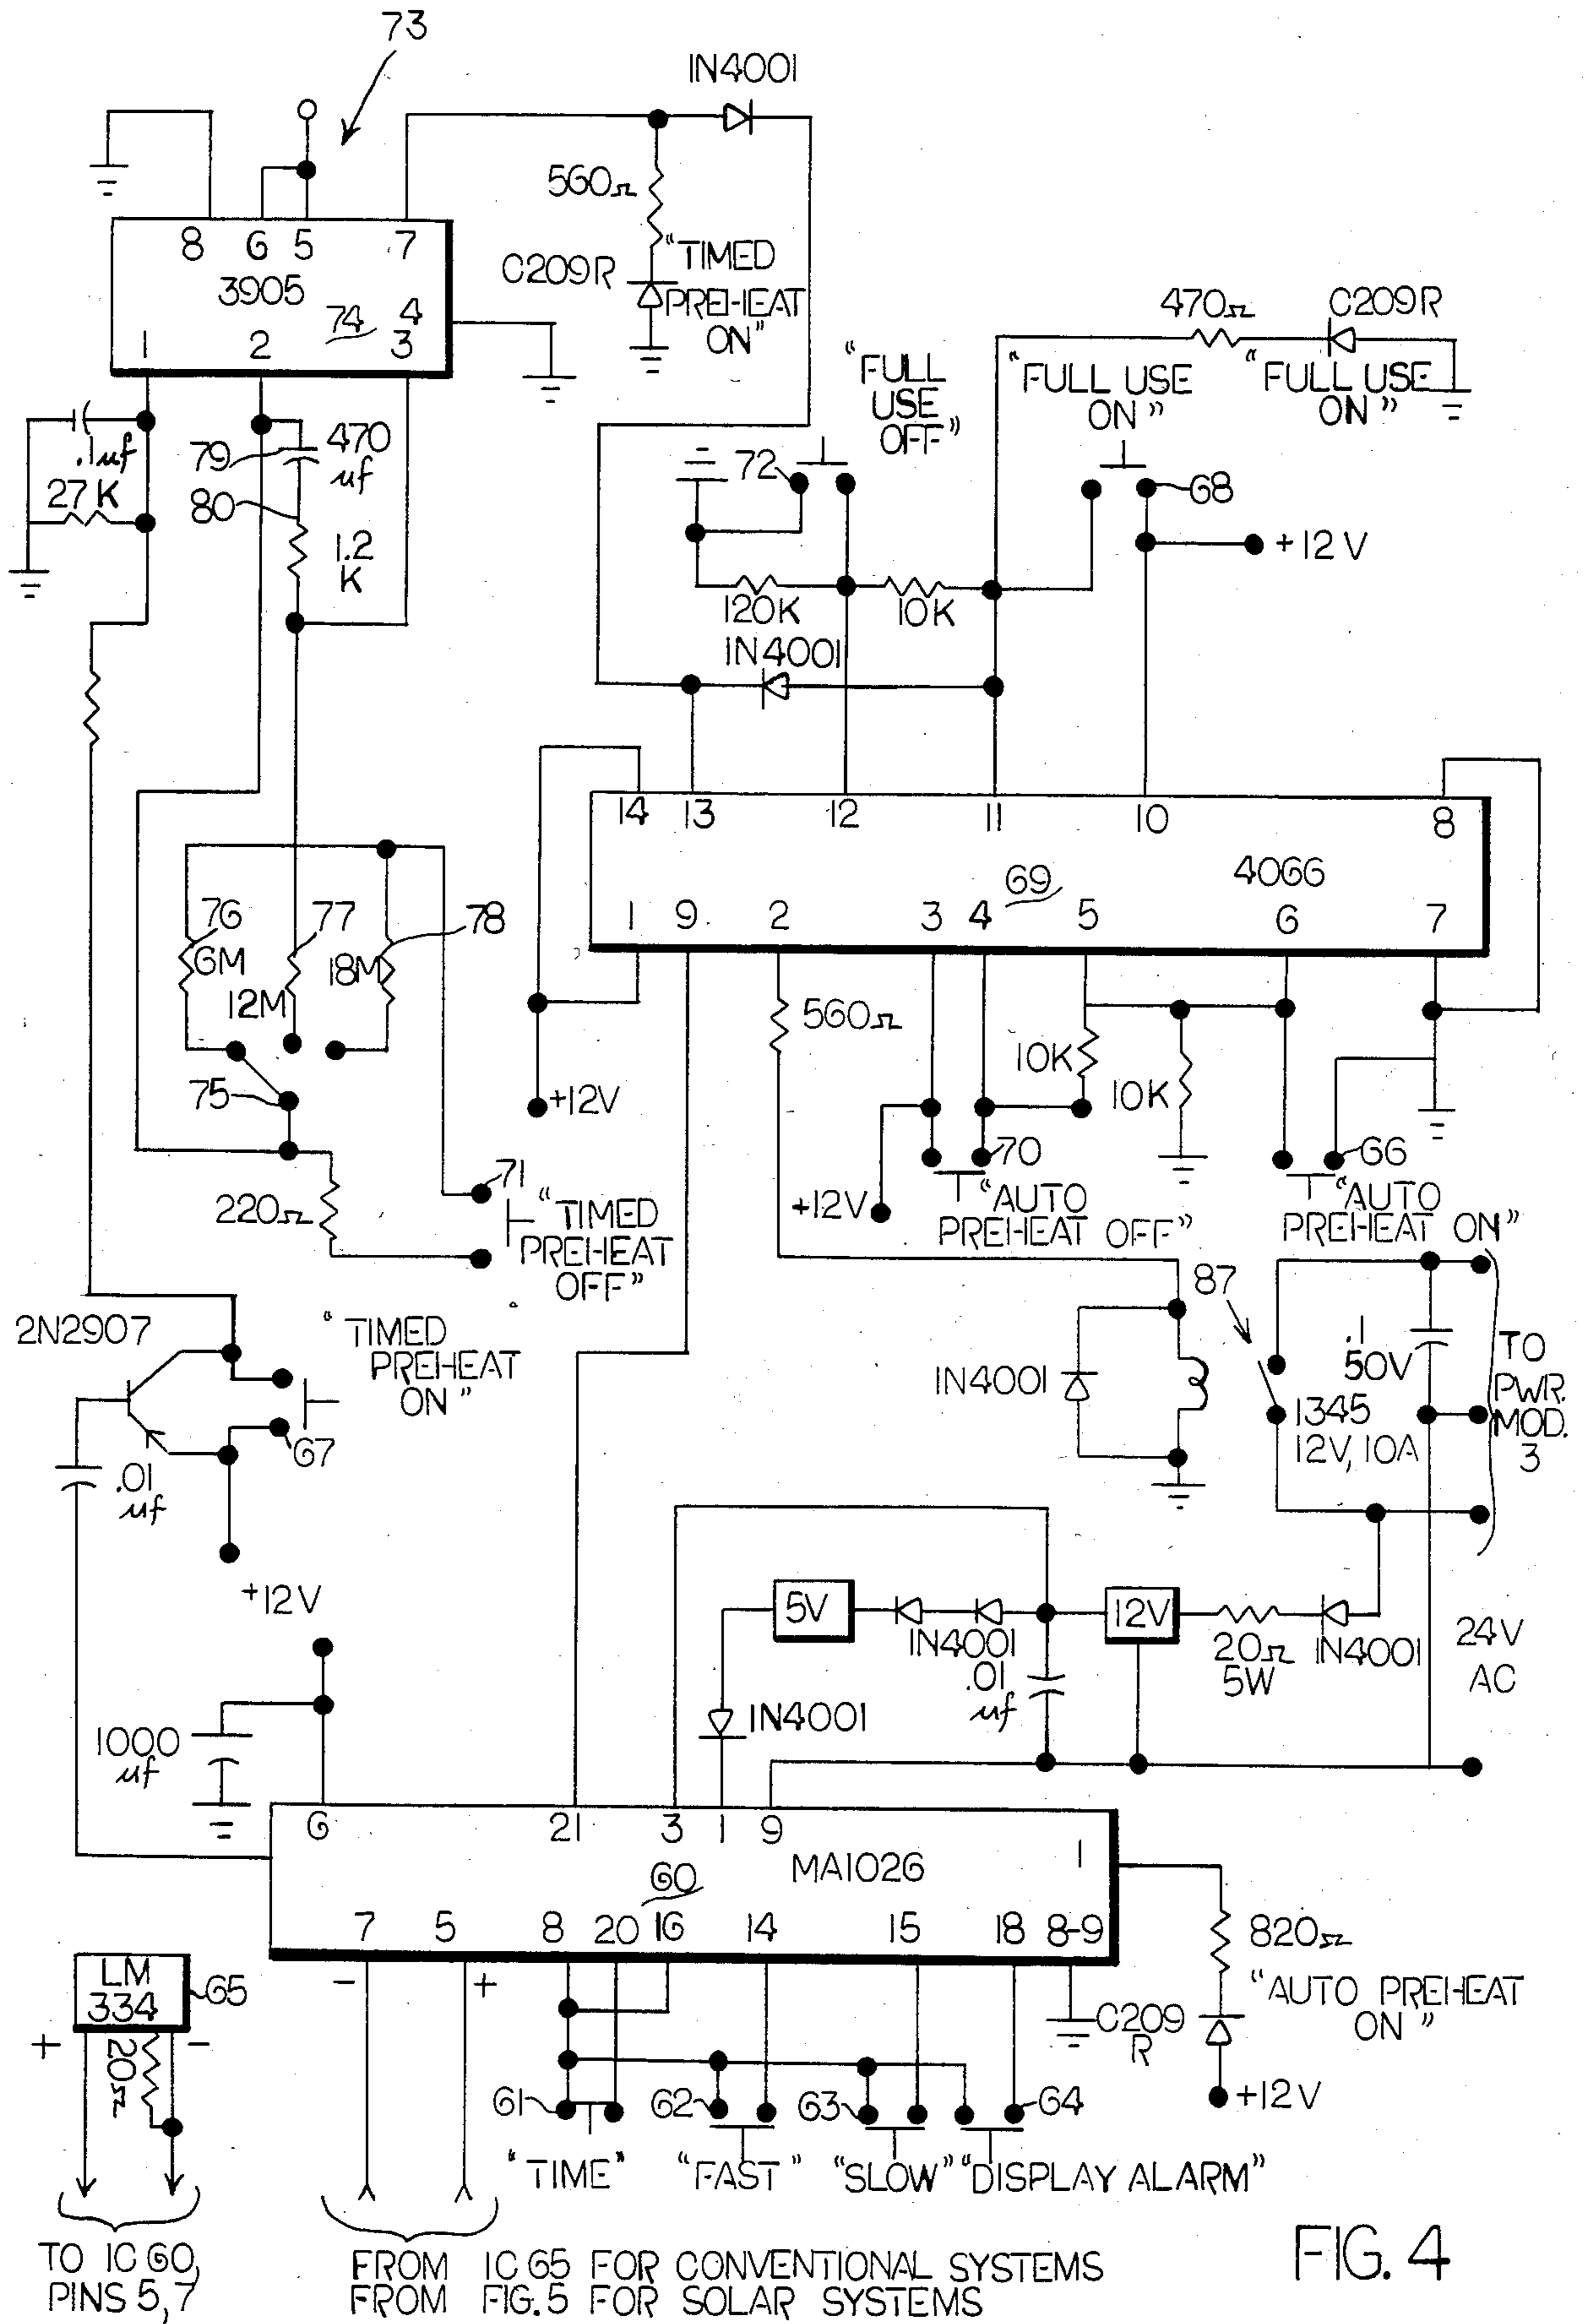 73
IN4001
560Ω
C209R
"TIMED
PREHEAT
ON"
8 6 5 7
3905
74
4
1 2 3
.1uf
27K
79
470
uf
80
1.2
K
"FULL
USE
OFF"
72
470Ω
C209R
"FULL USE
ON"
"FULL USE
ON"
68
+12V
120K
10K
IN4001
14 13 12 11 10 8
69
4066
1 9 2 3 4 5 6 7
76
6M
77
12M
78
18M
75
+12V
220Ω
71
"TIMED
PREHEAT
OFF"
560Ω
10K
10K
+12V
70
"AUTO
PREHEAT OFF"
66
"AUTO
PREHEAT ON"
2N2907
"TIMED
PREHEAT
ON"
67
.01
uf
+12V
IN4001
87
.1
50V
1345
12V, 10A
TO
PWR.
MOD.
3
5V
IN4001
12V
20Ω
5W
IN4001
24V
AC
.01
uf
IN4001
1000
uf
6 21 3 1 9
60
MA1026
1
7 5 8 20 16 14 15 18 8-9
- +
820Ω
"AUTO PREHEAT
ON"
C209
R
+12V
LM
334
65
+ -
20Ω
61 62 63 64
"TIME" "FAST" "SLOW" "DISPLAY ALARM"
TO IC 60,
PINS 5,7
FROM IC 65 FOR CONVENTIONAL SYSTEMS
FROM FIG.5 FOR SOLAR SYSTEMS
FIG. 4